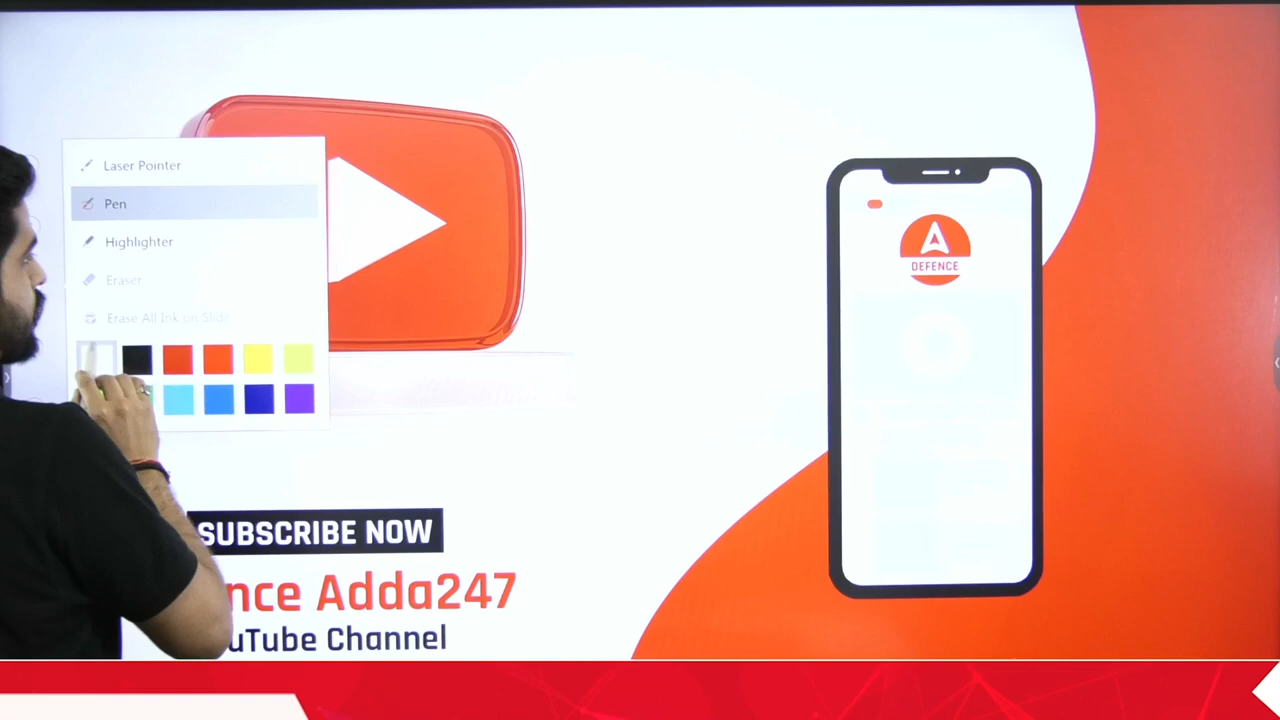 Laser Pointer
Pen
Highlighter
Eraser
Erase All Ink on Slide
DEFENCE
SUBSCRIBE NOW
nce Adda247
uTube Channel